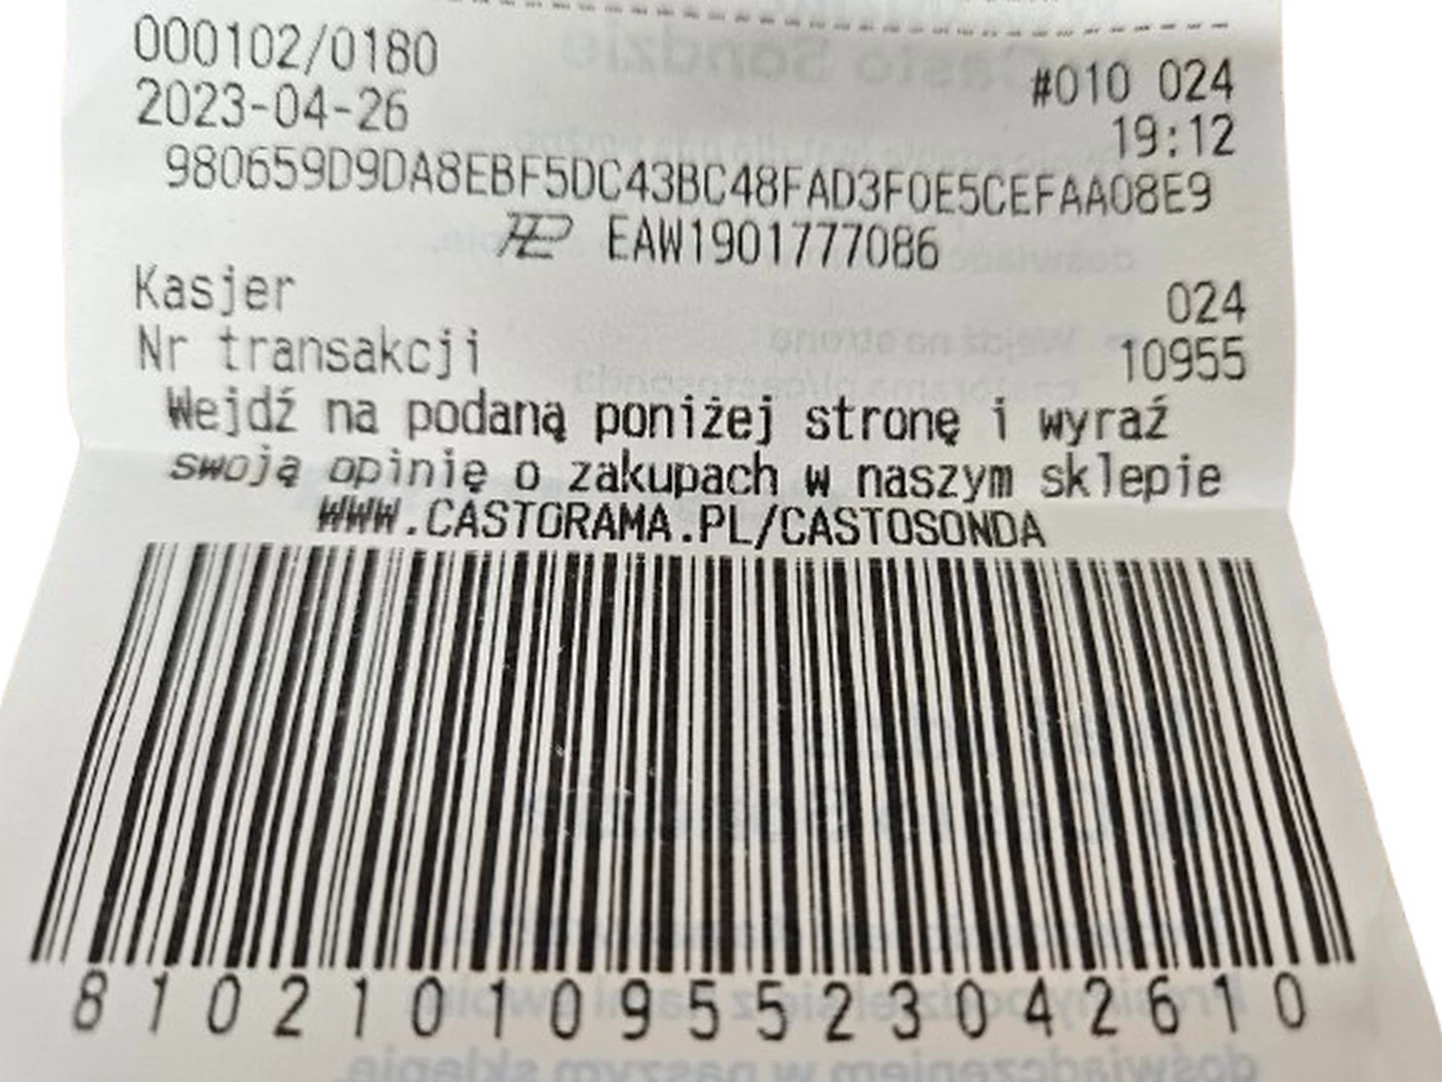 000102/0180 #010 024
2023-04-26 19:12
980659D9DA8EBF5DC43BC48FAD3F0E5CEFAA08E9
EAW1901777086
Kasjer 024
Nr transakcji 10955
Wejdź na podaną poniżej stronę i wyraź
swoją opinię o zakupach w naszym sklepie
WWW.CASTORAMA.PL/CASTOSONDA
8102101095523042610